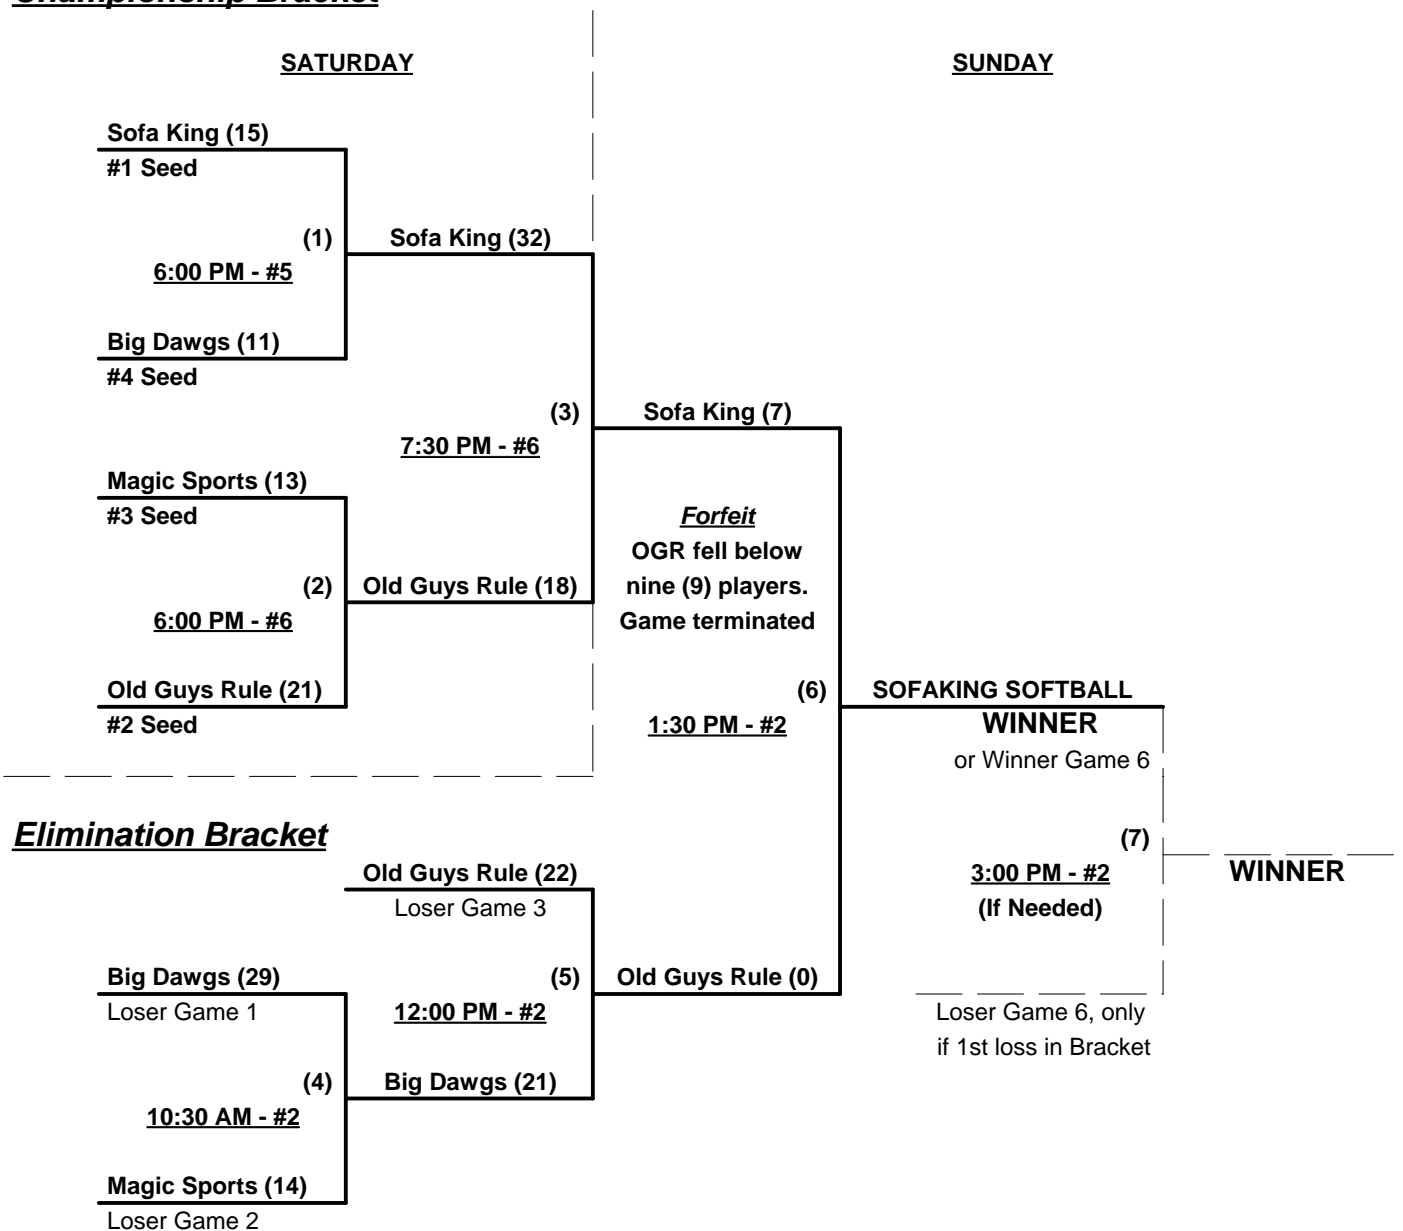 Championship Bracket
SATURDAY
SUNDAY
Sofa King (15)
#1 Seed
(1)
Sofa King (32)
6:00 PM - #5
Big Dawgs (11)
#4 Seed
(3)
Sofa King (7)
7:30 PM - #6
Magic Sports (13)
#3 Seed
Forfeit
OGR fell below
nine (9) players.
Game terminated
(2)
Old Guys Rule (18)
6:00 PM - #6
Old Guys Rule (21)
#2 Seed
(6)
SOFAKING SOFTBALL
1:30 PM - #2
WINNER
or Winner Game 6
Elimination Bracket
(7)
Old Guys Rule (22)
Loser Game 3
3:00 PM - #2
(If Needed)
WINNER
Big Dawgs (29)
Loser Game 1
(5)
Old Guys Rule (0)
12:00 PM - #2
Loser Game 6, only
if 1st loss in Bracket
(4)
Big Dawgs (21)
10:30 AM - #2
Magic Sports (14)
Loser Game 2